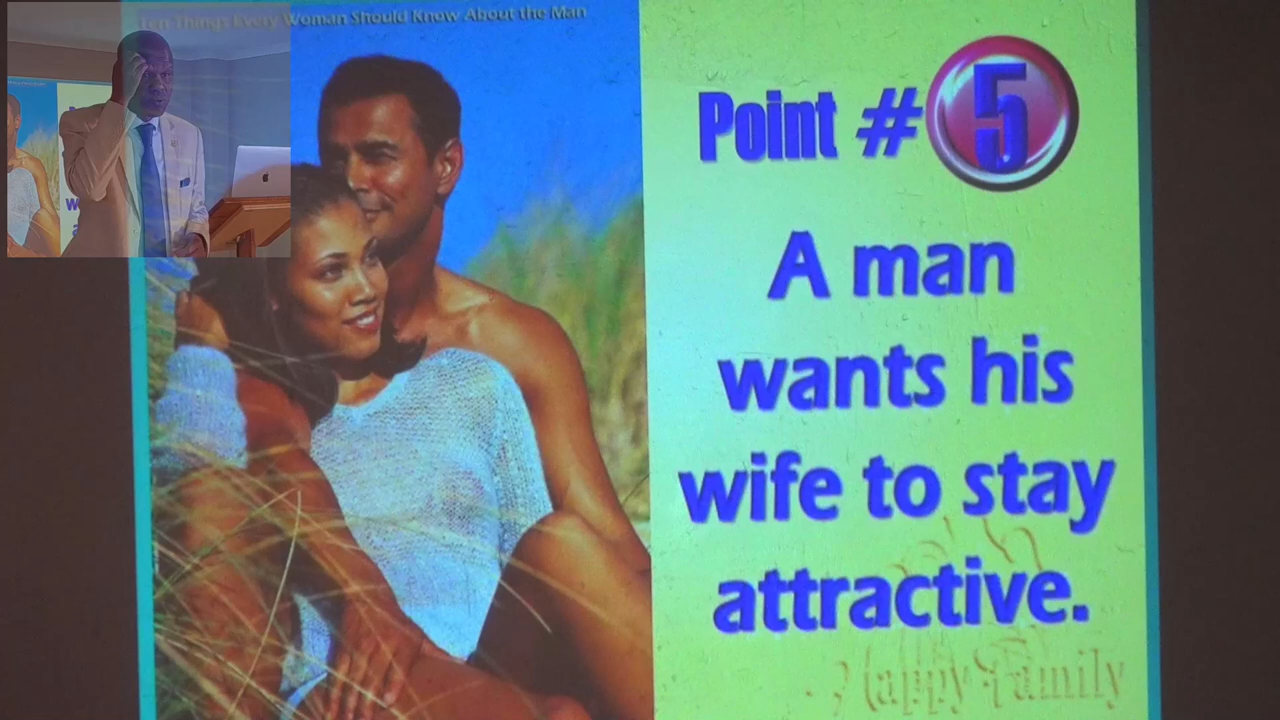 Ten Things Every Woman Should Know About the Man
Point # 5
A man
wants his
wife to stay
attractive.
Happy Family